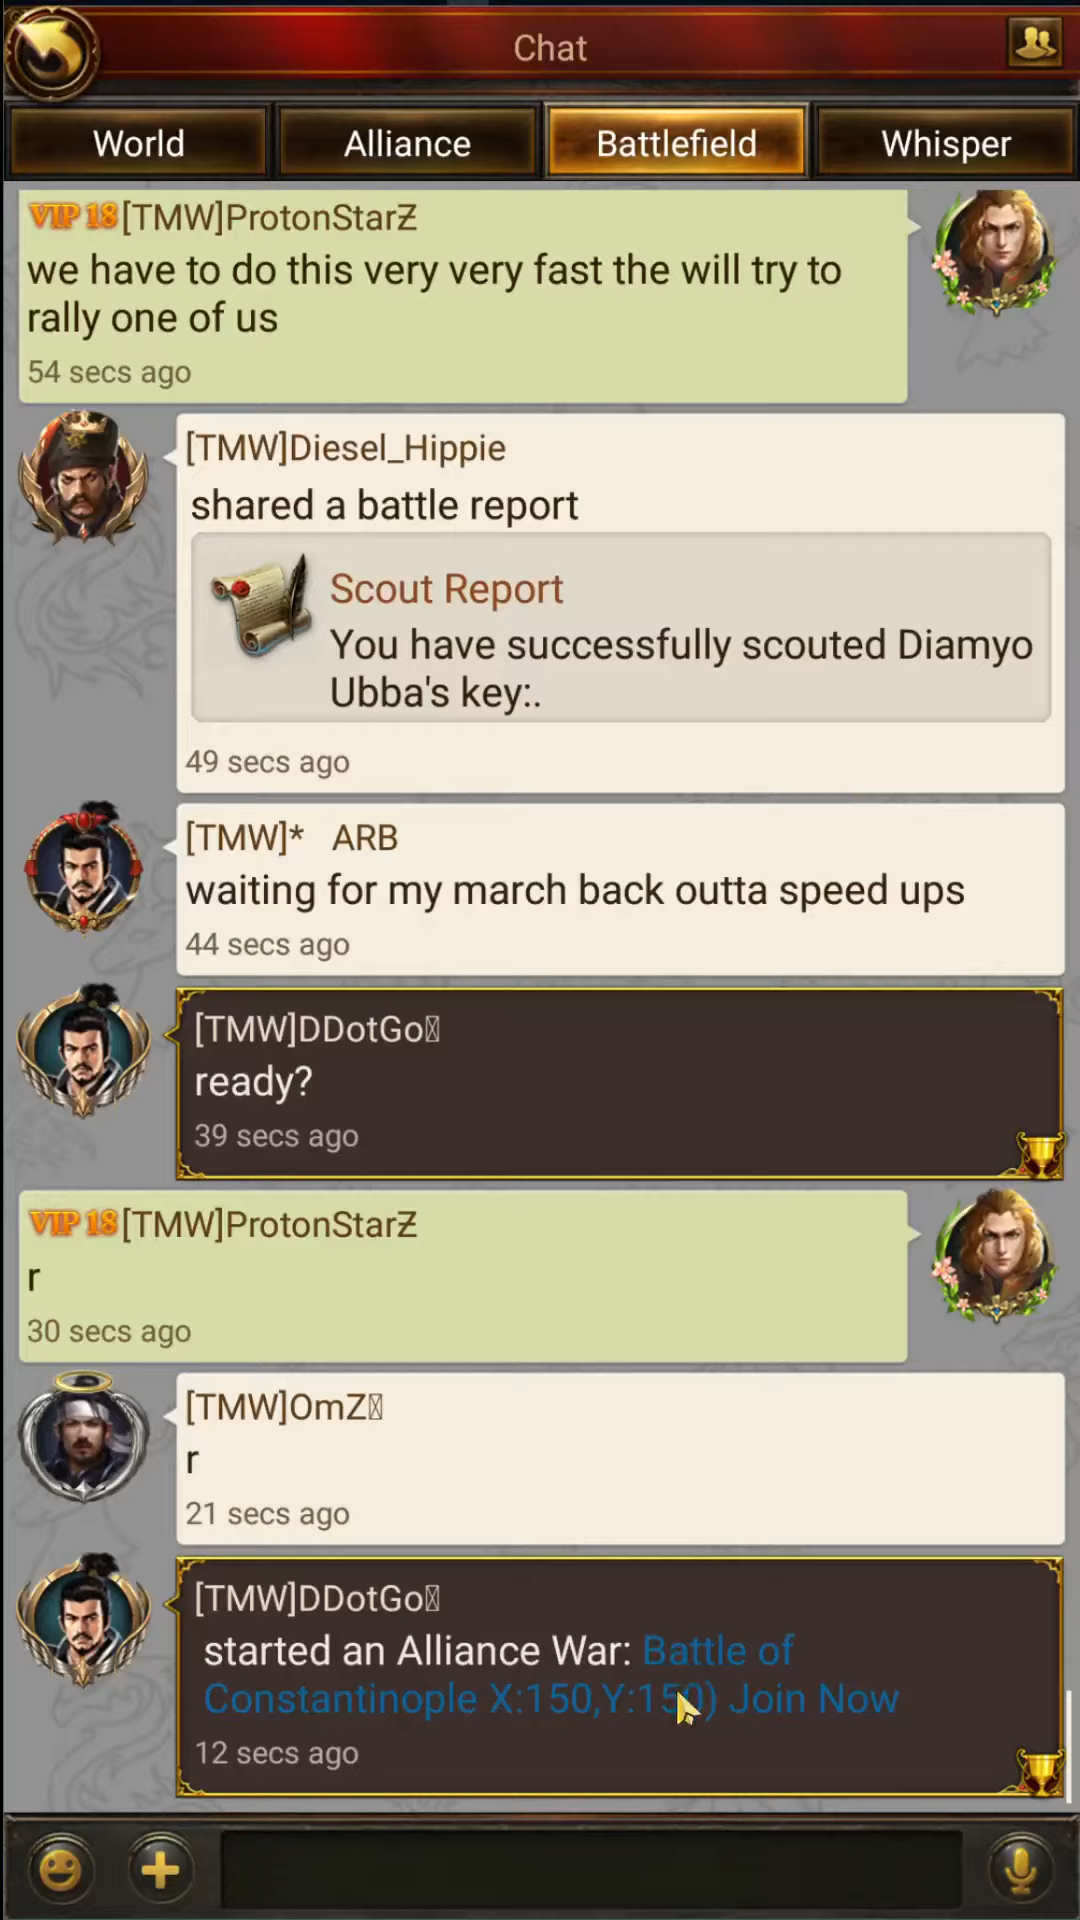 Chat
World
Alliance
Battlefield
Whisper
VIP 18 [TMW]ProtonStarƵ
we have to do this very very fast the will try to
rally one of us
54 secs ago
[TMW]Diesel_Hippie
shared a battle report
Scout Report
You have successfully scouted Diamyo
Ubba's key:.
49 secs ago
[TMW]* ARB
waiting for my march back outta speed ups
44 secs ago
[TMW]DDotGo
ready?
39 secs ago
VIP 18 [TMW]ProtonStarƵ
r
30 secs ago
[TMW]OmZ
r
21 secs ago
[TMW]DDotGo
started an Alliance War: Battle of
Constantinople X:150,Y:150) Join Now
12 secs ago